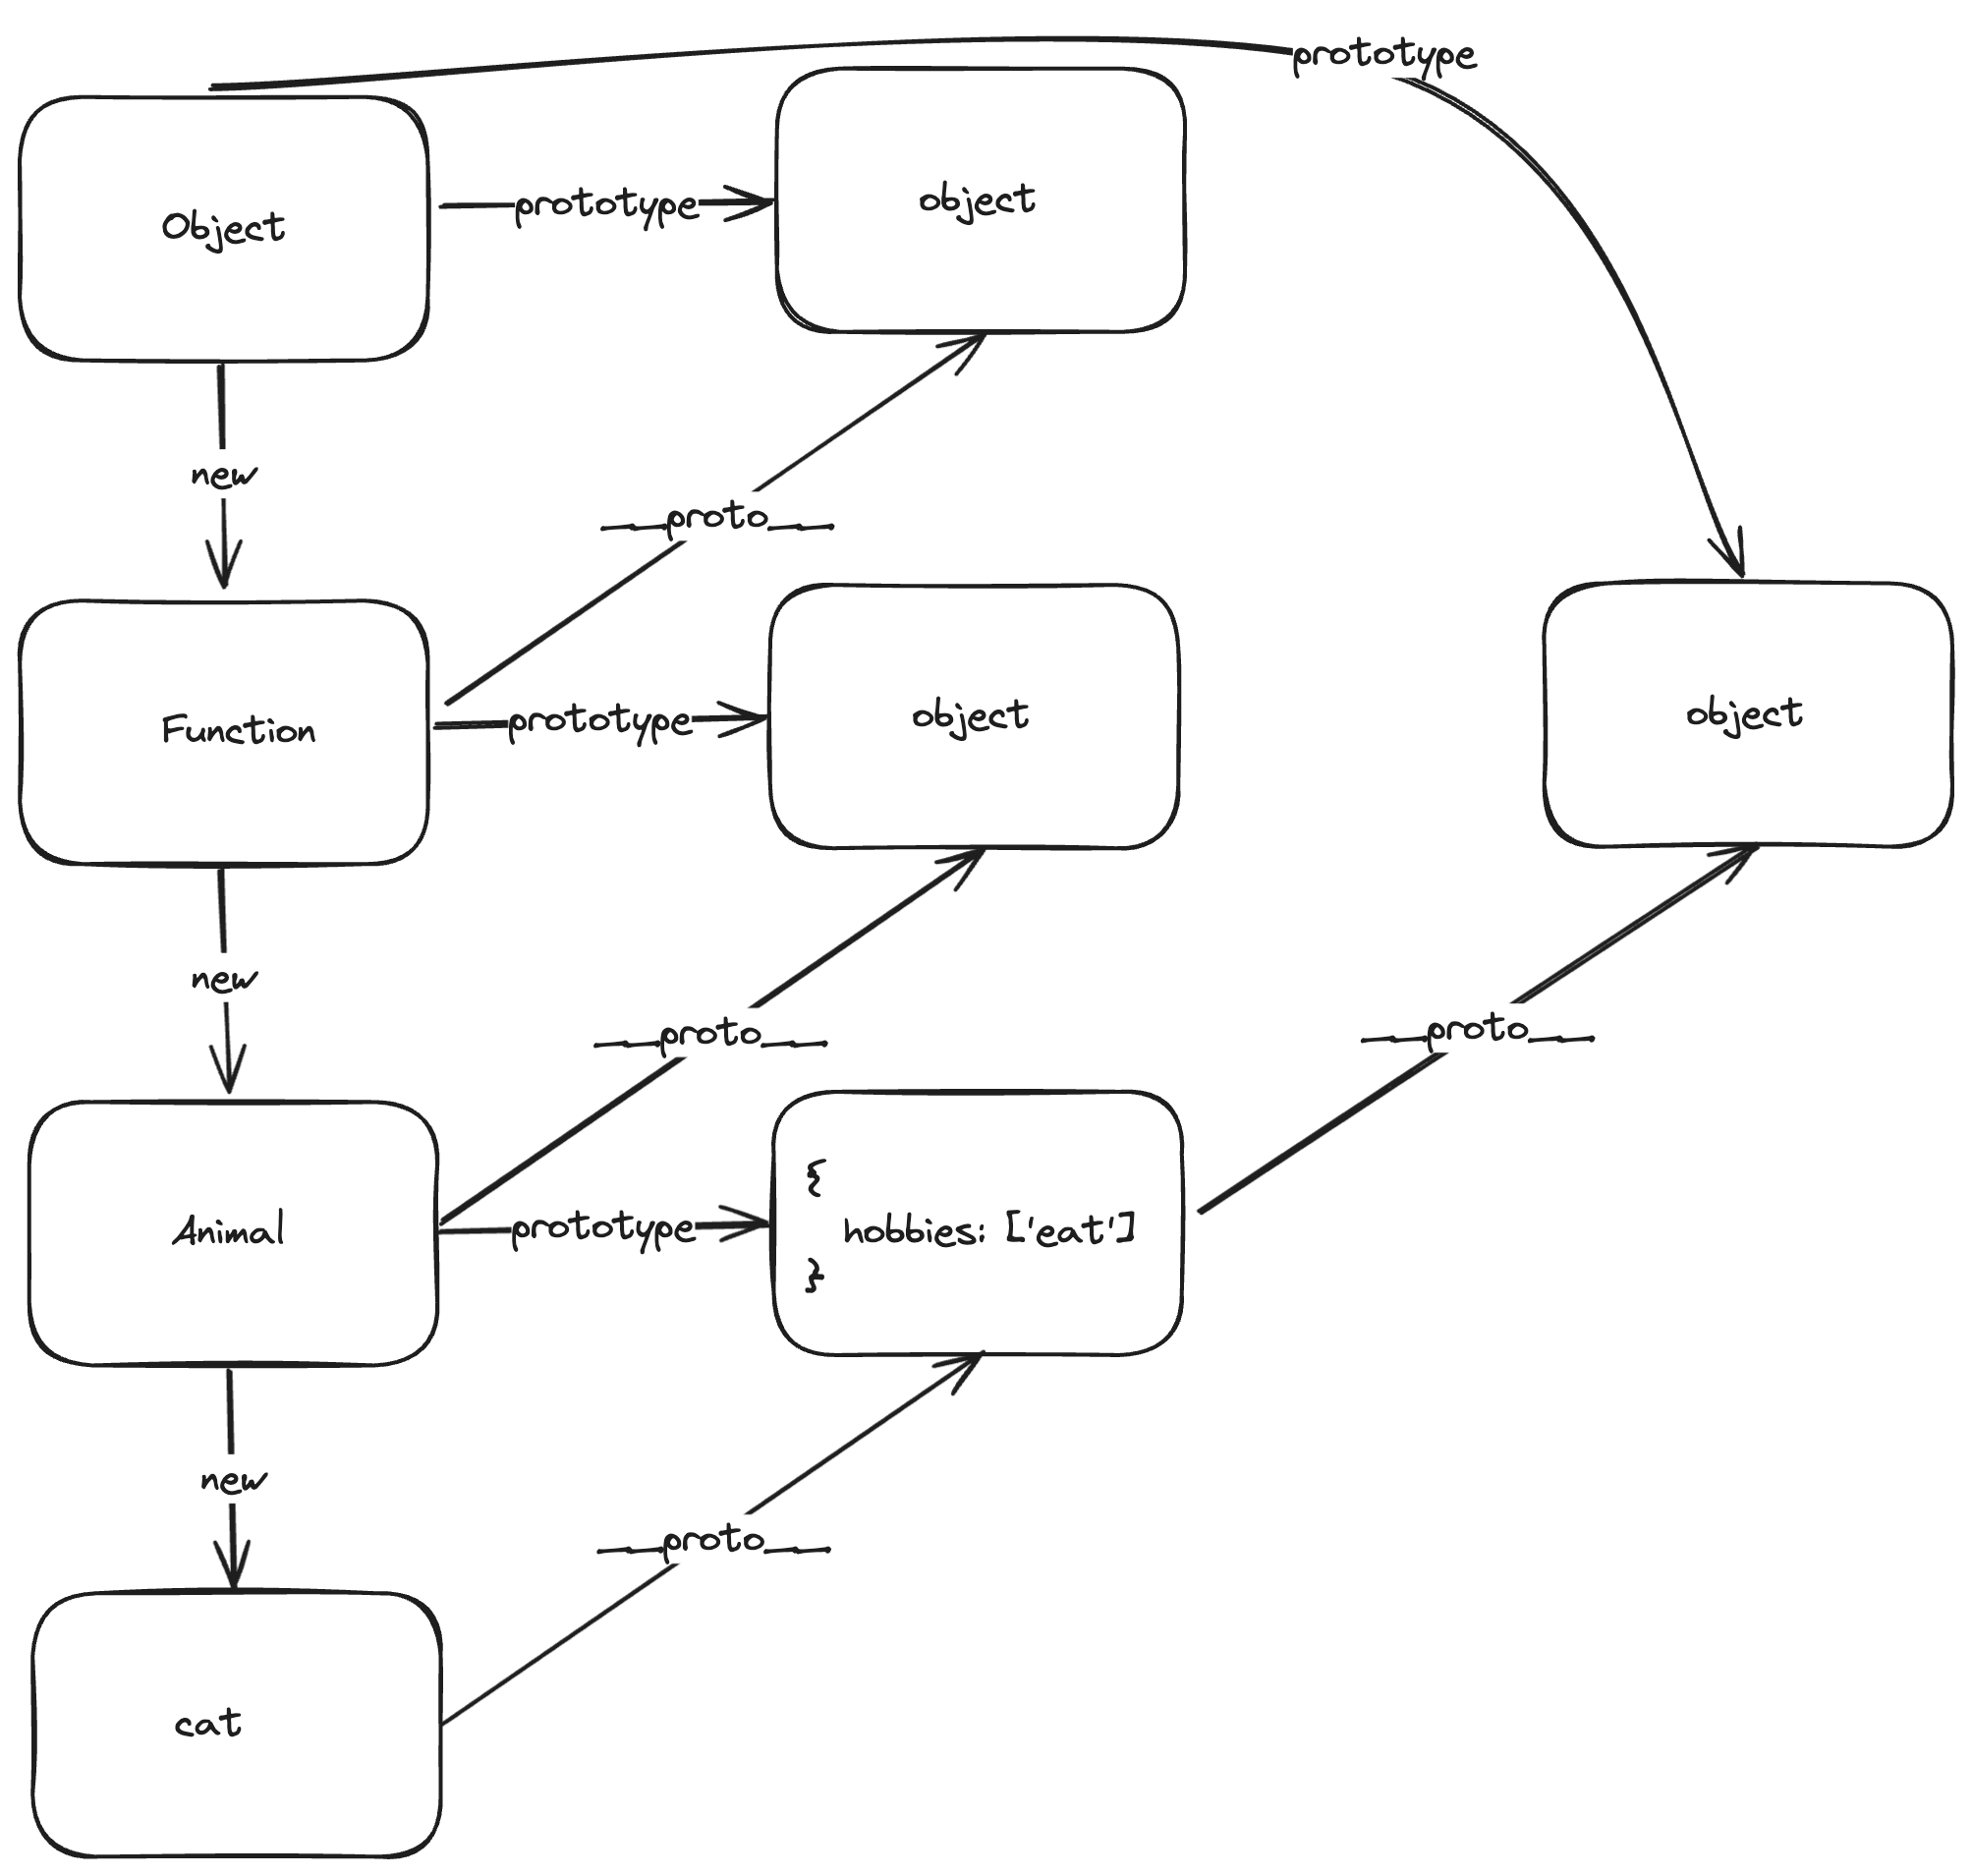 prototype
Object
prototype
object
new
__proto__
Function
prototype
object
object
new
__proto__
__proto__
Animal
prototype
{
hobbies: ['eat']
}
new
__proto__
cat